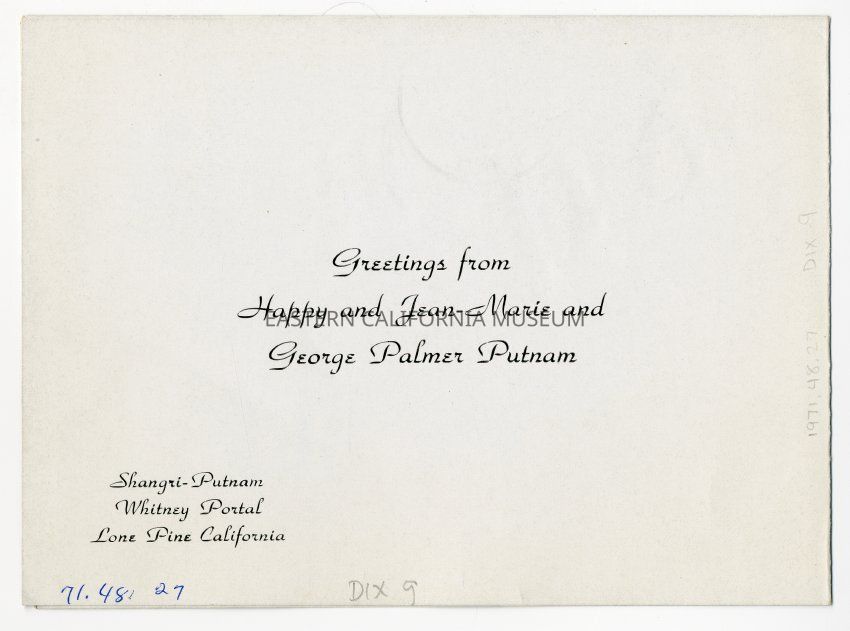 Greetings from
Happy and Jean-Marie and
EASTERN CALIFORNIA MUSEUM
George Palmer Putnam
Shangri-Putnam
Whitney Portal
Lone Pine California
71.48. 27
DIX 9
DIX 9
1971.48.27